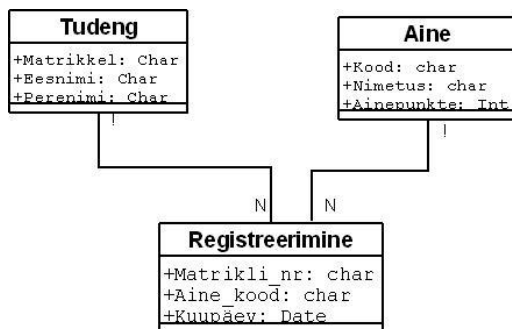 Tudeng
+Matrikkel: Char
+Eesnimi: Char
+Perenimi: Char
Aine
+Kood: char
+Nimetus: char
+Ainepunkte: Int
!
!
N
N
Registreerimine
+Matrikli_nr: char
+Aine_kood: char
+Kuupäev: Date